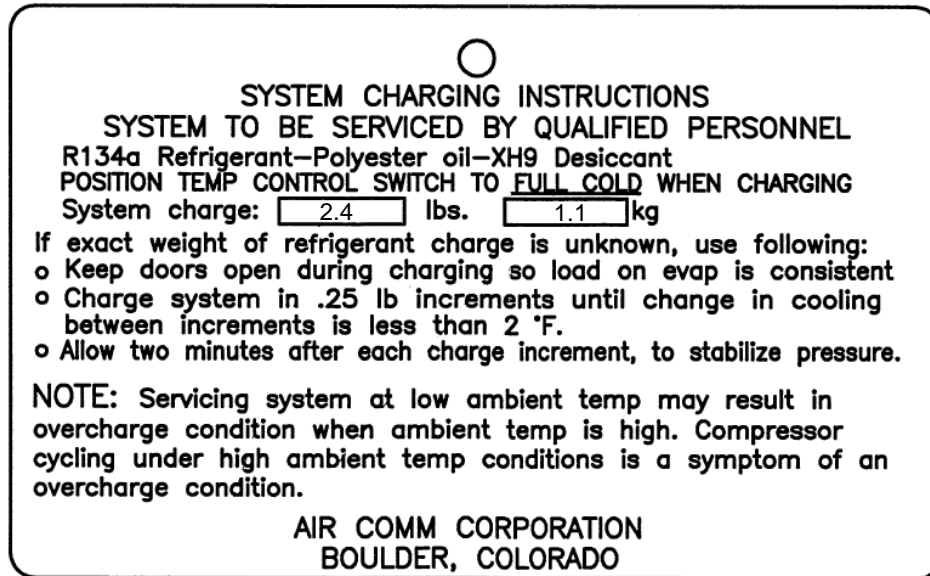 SYSTEM CHARGING INSTRUCTIONS
SYSTEM TO BE SERVICED BY QUALIFIED PERSONNEL
R134a Refrigerant–Polyester oil–XH9 Desiccant
POSITION TEMP CONTROL SWITCH TO FULL COLD WHEN CHARGING
System charge: 2.4 lbs. 1.1 kg
If exact weight of refrigerant charge is unknown, use following:
o Keep doors open during charging so load on evap is consistent
o Charge system in .25 lb increments until change in cooling
between increments is less than 2 °F.
o Allow two minutes after each charge increment, to stabilize pressure.
NOTE: Servicing system at low ambient temp may result in
overcharge condition when ambient temp is high. Compressor
cycling under high ambient temp conditions is a symptom of an
overcharge condition.
AIR COMM CORPORATION
BOULDER, COLORADO